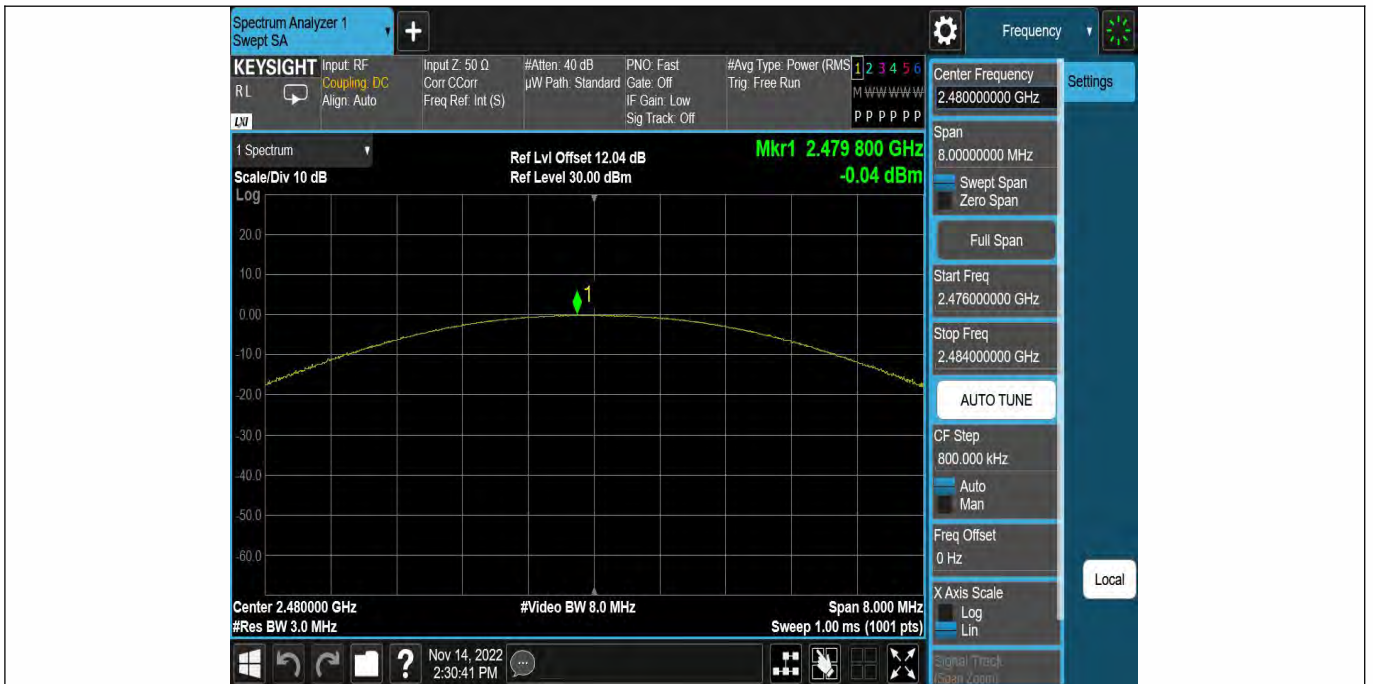 Spectrum Analyzer 1
Swept SA
Frequency
KEYSIGHT
RL
LXI
Input: RF
Coupling: DC
Align: Auto
Input Z: 50 Ω
Corr CCorr
Freq Ref: Int (S)
#Atten: 40 dB
µW Path: Standard
PNO: Fast
Gate: Off
IF Gain: Low
Sig Track: Off
#Avg Type: Power (RMS
Trig: Free Run
1 2 3 4 5 6
M W W W W W
P P P P P P
1 Spectrum
Scale/Div 10 dB
Log
Ref Lvl Offset 12.04 dB
Ref Level 30.00 dBm
Mkr1 2.479 800 GHz
-0.04 dBm
20.0
10.0
1
0.00
-10.0
-20.0
-30.0
-40.0
-50.0
-60.0
Center 2.480000 GHz
#Video BW 8.0 MHz
Span 8.000 MHz
#Res BW 3.0 MHz
Sweep 1.00 ms (1001 pts)
?
Nov 14, 2022
2:30:41 PM
Center Frequency
2.480000000 GHz
Settings
Span
8.00000000 MHz
Swept Span
Zero Span
Full Span
Start Freq
2.476000000 GHz
Stop Freq
2.484000000 GHz
AUTO TUNE
CF Step
800.000 kHz
Auto
Man
Freq Offset
0 Hz
Local
X Axis Scale
Log
Lin
Signal Track
(Span Zoom)